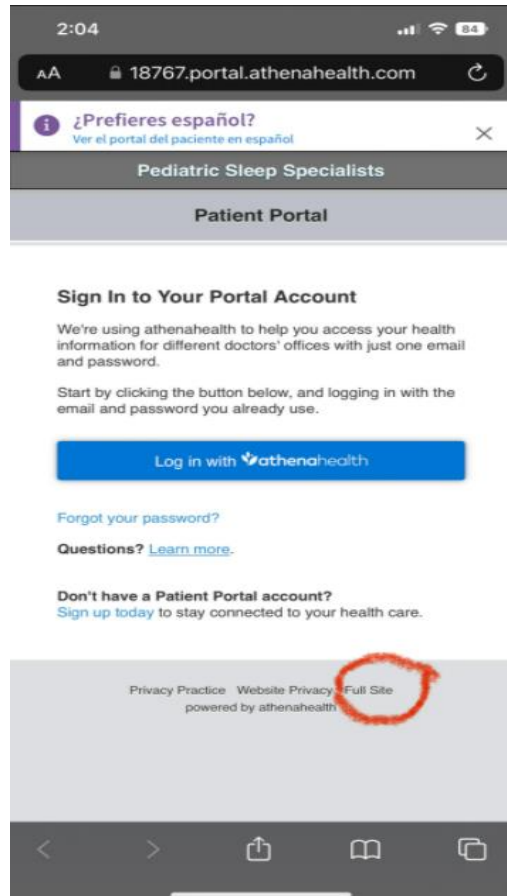 2:04
84
AA 18767.portal.athenahealth.com
¿Prefieres español?
Ver el portal del paciente en español
Pediatric Sleep Specialists
Patient Portal
Sign In to Your Portal Account
We're using athenahealth to help you access your health
information for different doctors' offices with just one email
and password.
Start by clicking the button below, and logging in with the
email and password you already use.
Log in with athenahealth
Forgot your password?
Questions? Learn more.
Don't have a Patient Portal account?
Sign up today to stay connected to your health care.
Privacy Practice Website Privacy Full Site
powered by athenahealth